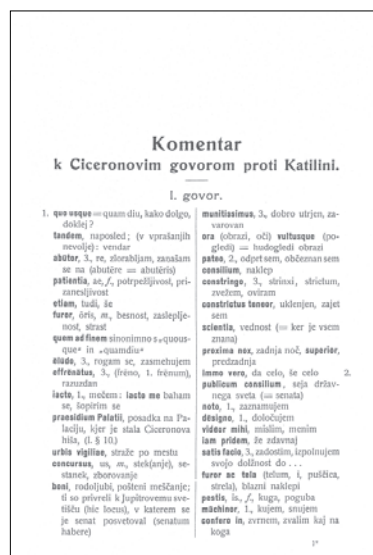 Komentar
k Ciceronovim govorom proti Katilini.
I. govor.
1. quo usque = quam diu, kako dolgo,
doklej?
tandem, naposled; (v vprašanjih
nevolje): vendar
abūtor, 3., re, zlorabljam, zanašam
se na (abutēre = abutēris)
patientia, ae, f., potrpežljivost, pri-
zanesljivost
etiam, tudi, še
furor, ōris, m., besnost, zasleplje-
nost, strast
quem ad finem sinonimno s „quous-
que“ in „quamdiu“
ēludo, 3., rogam se, zasmehujem
effrēnātus, 3., (frēno, 1. frēnum),
razuzdan
iacto, 1., mečem: iacto me baham
se, šopirim se
praesidium Palatii, posadka na Pa-
laciju, kjer je stala Ciceronova
hiša, (I. § 10.)
urbis vigiliae, straže po mestu
concursus, us, m., stek(anje), se-
stanek, zborovanje
boni, rodoljubi, pošteni meščanje;
ti so privreli k Jupitrovemu sve-
tišču (hic locus), v katerem se
je senat posvetoval (senatum
habere)
munitissimus, 3., dobro utrjen, za-
varovan
ora (obrazi, oči) vultusque (po-
gledi) = hudogledi obrazi
pateo, 2., odprt sem, občeznan sem
consilium, naklep
constringo, 3., strinxi, strictum,
zvežem, oviram
constrictus teneor, uklenjen, zajet
sem
scientia, vednost (= ker je vsem
znana)
proxima nox, zadnja noč, superior,
predzadnja
immo vero, da celo, še celo 2.
publicum consilium, seja držav-
nega sveta (= senata)
noto, 1., zaznamujem
dēsigno, 1., določujem
videor mihi, mislim, menim
iam pridem, že zdavnaj
satis facio, 3., zadostim, izpolnujem
svojo dolžnost do ...
furor ac tela (telum, i, puščica,
strela), blazni naklepi
pestis, is., f., kuga, poguba
māchinor, 1., kujem, snujem
confero in, zvrnem, zvalim kaj na
koga
1*